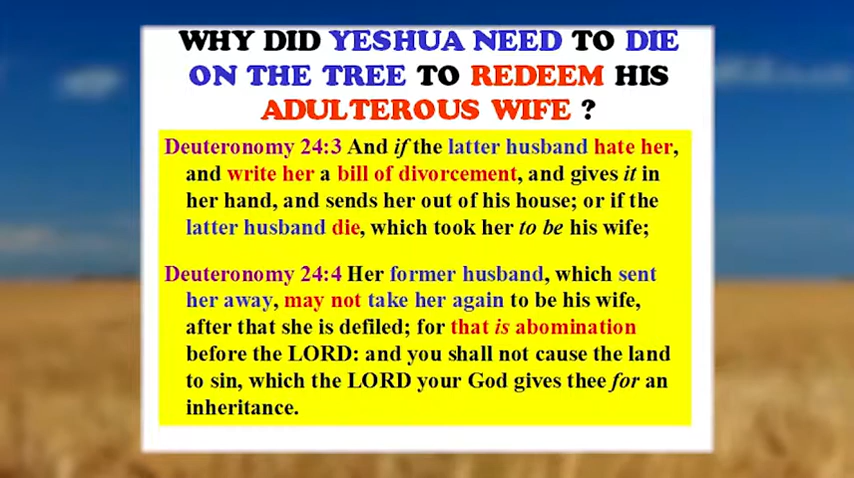 WHY DID YESHUA NEED TO DIE
ON THE TREE TO REDEEM HIS
ADULTEROUS WIFE ?
Deuteronomy 24:3 And if the latter husband hate her,
and write her a bill of divorcement, and gives it in
her hand, and sends her out of his house; or if the
latter husband die, which took her to be his wife;
Deuteronomy 24:4 Her former husband, which sent
her away, may not take her again to be his wife,
after that she is defiled; for that is abomination
before the LORD: and you shall not cause the land
to sin, which the LORD your God gives thee for an
inheritance.